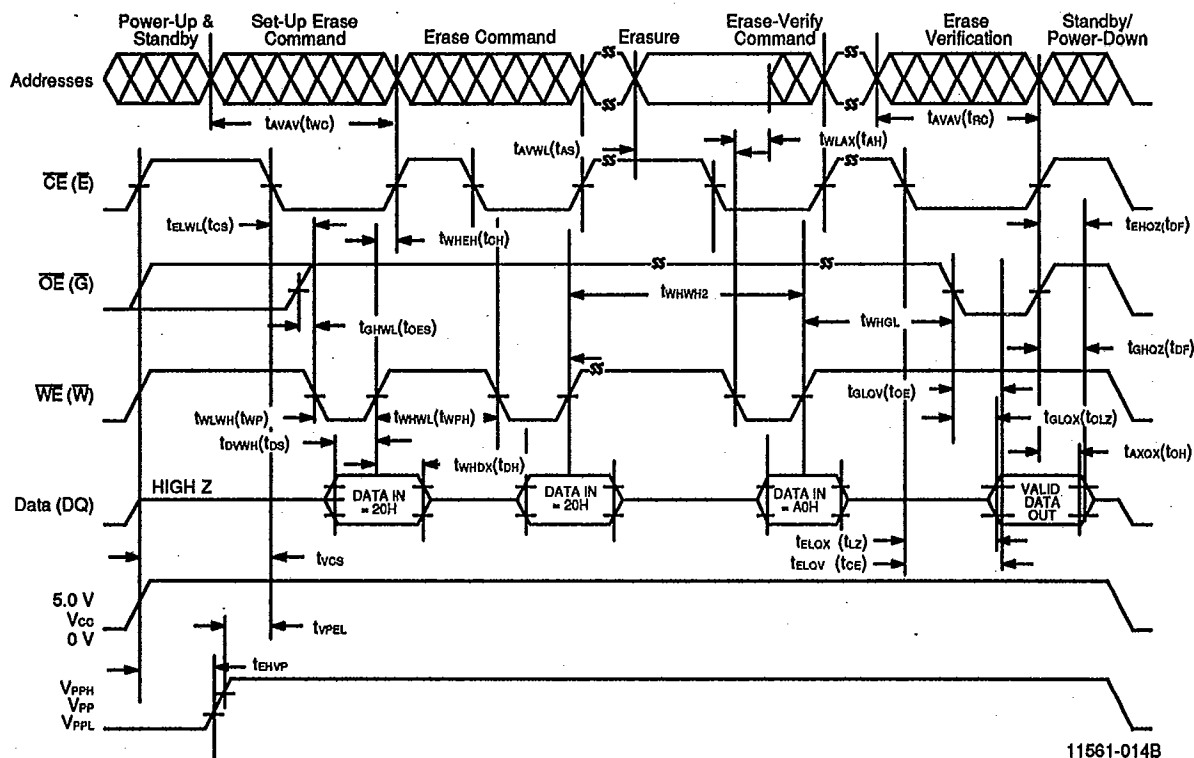 Power-Up &
Standby
Set-Up Erase
Command
Erase Command
Erasure
Erase-Verify
Command
Erase
Verification
Standby/
Power-Down
Addresses
tAVAV(tWC)
tAVWL(tAS)
tWLAX(tAH)
tAVAV(tRC)
CE (E)
tELWL(tCS)
tWHEH(tCH)
tEHQZ(tDF)
OE (G)
tWHWH2
tGHWL(tOES)
tWHGL
tGHQZ(tDF)
WE (W)
tGLQV(tOE)
tWLWH(tWP)
tWHWL(tWPH)
tGLQX(tOLZ)
tDVWH(tDS)
tWHDX(tDH)
tAXQX(tOH)
Data (DQ)
HIGH Z
DATA IN
= 20H
DATA IN
= 20H
DATA IN
= A0H
VALID
DATA
OUT
tVCS
tELQX (tLZ)
tELQV (tCE)
5.0 V
VCC
0 V
tVPEL
tEHVP
VPPH
VPP
VPPL
11561-014B